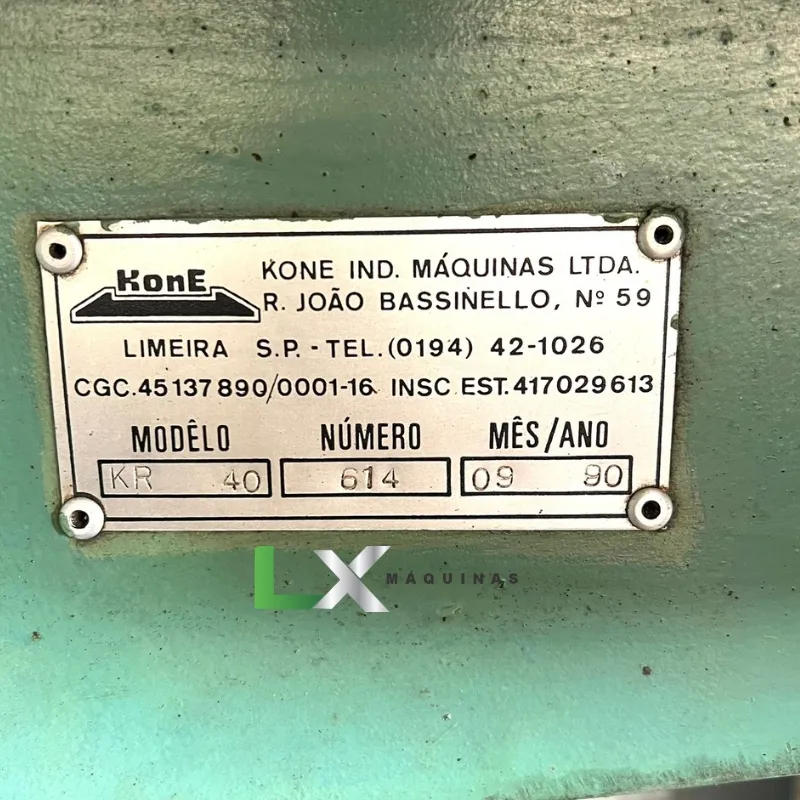 KonE
KONE IND. MÁQUINAS LTDA.
R. JOÃO BASSINELLO, Nº 59
LIMEIRA S.P. - TEL. (0194) 42-1026
CGC. 45137890/0001-16 INSC EST. 417029613
MODÊLO NÚMERO MÊS/ANO
KR 40 614 09 90
LX MÁQUINAS